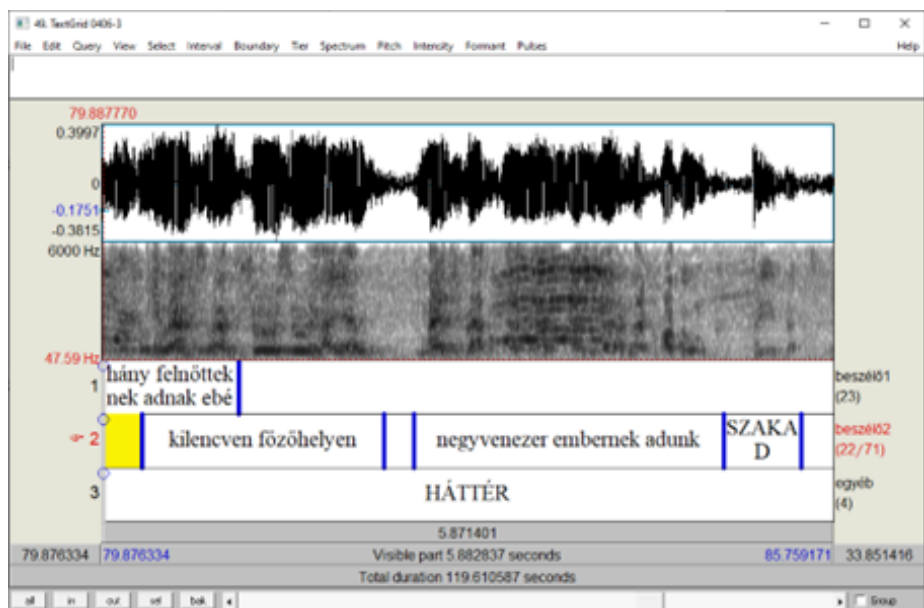 49. TextGrid 0406-3
File Edit Query View Select Interval Boundary Tier Spectrum Pitch Intensity Formant Pulses Help
79.887770
0.3997
0
-0.1751
-0.3815
6000 Hz
47.59 Hz
1
hány felnőttek
nek adnak ebé
beszélő1
(23)
2
kilencven főzőhelyen
negyvenezer embernek adunk
SZAKA
D
beszélő2
(22/71)
3
HÁTTÉR
egyéb
(4)
5.871401
79.876334 79.876334 Visible part 5.882837 seconds 85.759171 33.851416
Total duration 119.610587 seconds
all in out sel bak Group